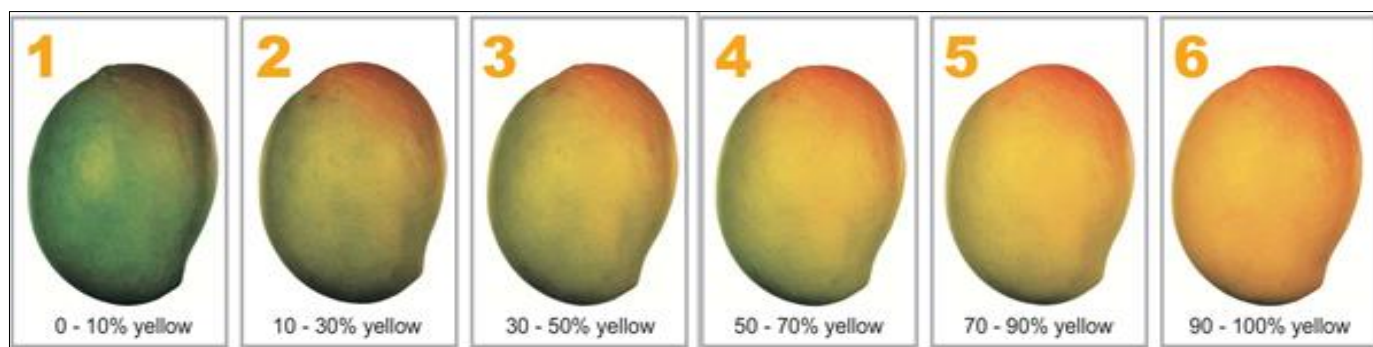 1
0 - 10% yellow
2
10 - 30% yellow
3
30 - 50% yellow
4
50 - 70% yellow
5
70 - 90% yellow
6
90 - 100% yellow